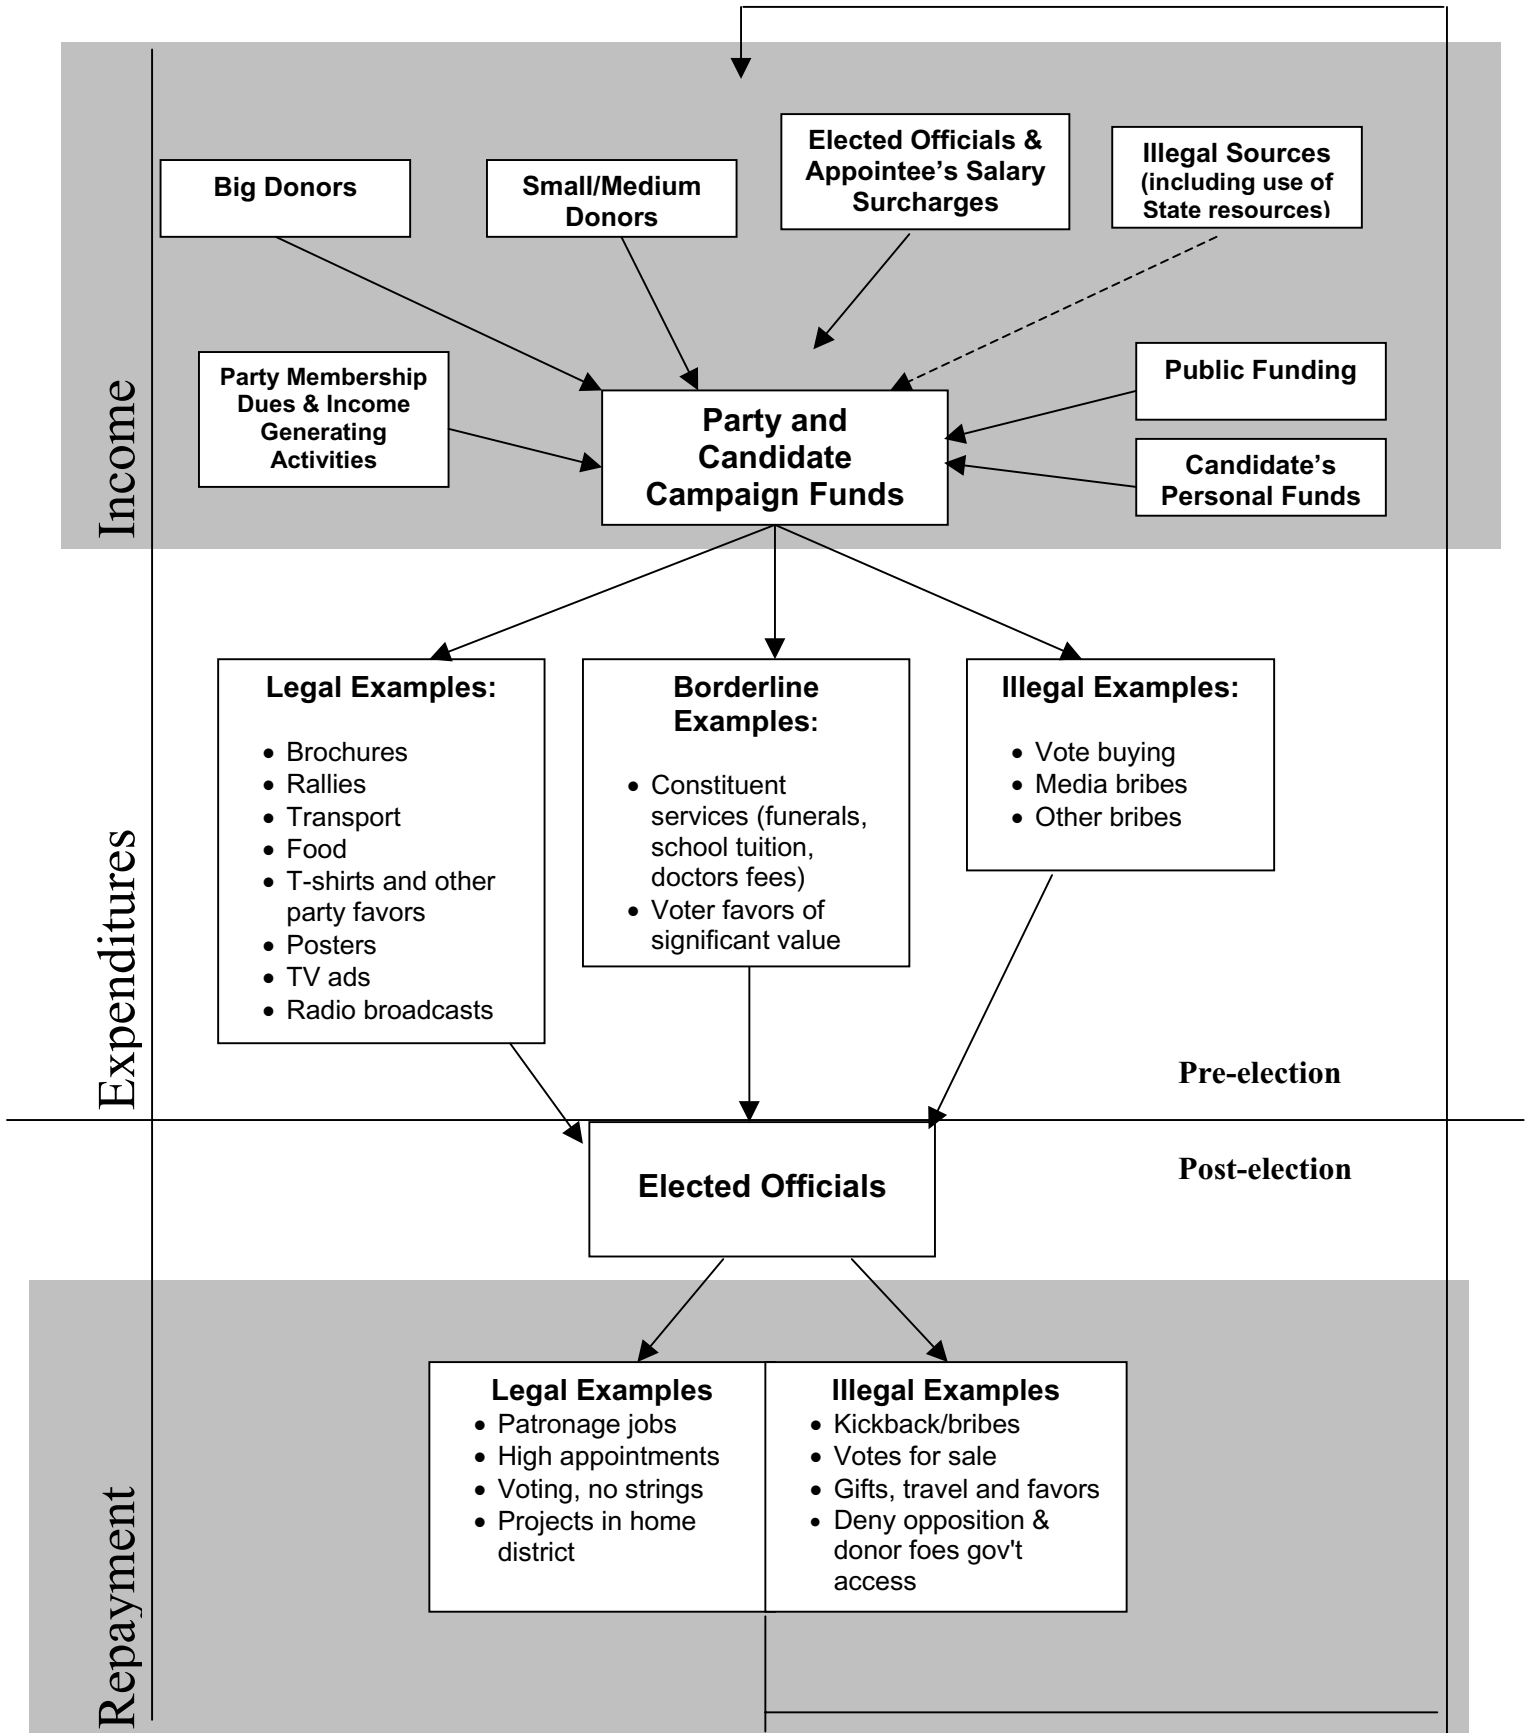 Elected Officials &
Appointee’s Salary
Surcharges
Illegal Sources
(including use of
State resources)
Big Donors
Small/Medium
Donors
Income
Party Membership
Dues & Income
Generating
Activities
Public Funding
Party and
Candidate
Campaign Funds
Candidate’s
Personal Funds
Expenditures
Legal Examples:
• Brochures
• Rallies
• Transport
• Food
• T-shirts and other
party favors
• Posters
• TV ads
• Radio broadcasts
Borderline
Examples:
• Constituent
services (funerals,
school tuition,
doctors fees)
• Voter favors of
significant value
Illegal Examples:
• Vote buying
• Media bribes
• Other bribes
Pre-election
Post-election
Elected Officials
Repayment
Legal Examples
• Patronage jobs
• High appointments
• Voting, no strings
• Projects in home
district
Illegal Examples
• Kickback/bribes
• Votes for sale
• Gifts, travel and favors
• Deny opposition &
donor foes gov't
access